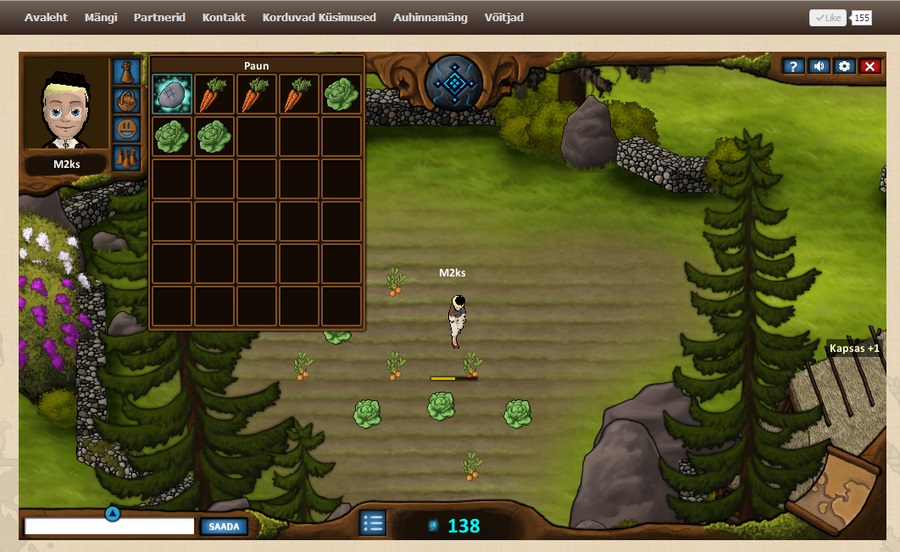 Avaleht Mängi Partnerid Kontakt Korduvad Küsimused Auhinnamäng Võitjad
Like 155
Paun
?
M2ks
M2ks
Kapsas +1
SAADA
138